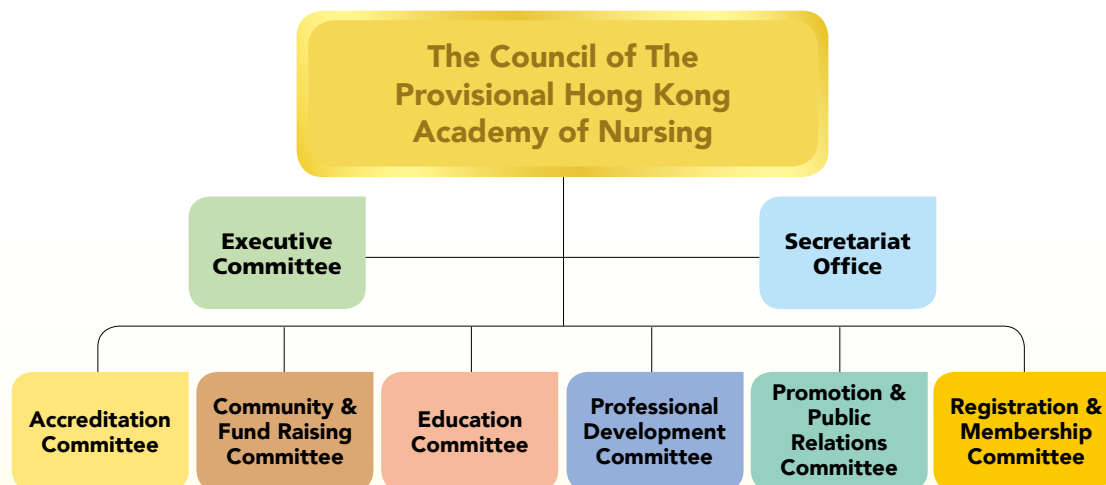 The Council of The
Provisional Hong Kong
Academy of Nursing
Executive
Committee
Secretariat
Office
Accreditation
Committee
Community &
Fund Raising
Committee
Education
Committee
Professional
Development
Committee
Promotion &
Public
Relations
Committee
Registration &
Membership
Committee